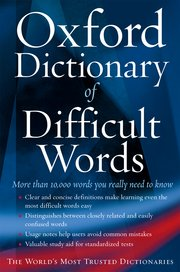 Oxford
Dictionary
of
Difficult
Words
More than 10,000 words you really need to know
• Clear and concise definitions make learning even the
most difficult words easy
• Distinguishes between closely related and easily
confused words
• Usage notes help users avoid common mistakes
• Valuable study aid for standardized tests
THE WORLD'S MOST TRUSTED DICTIONARIES